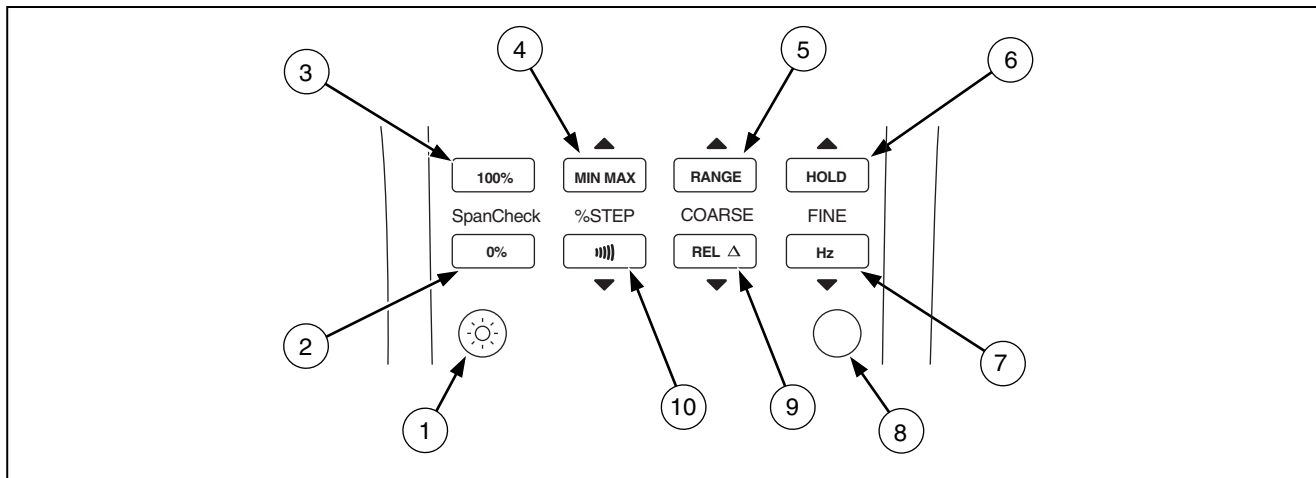 4 5
3 6
100% MIN MAX RANGE HOLD
SpanCheck %STEP COARSE FINE
0% REL Δ Hz
2 7
1 10 9 8